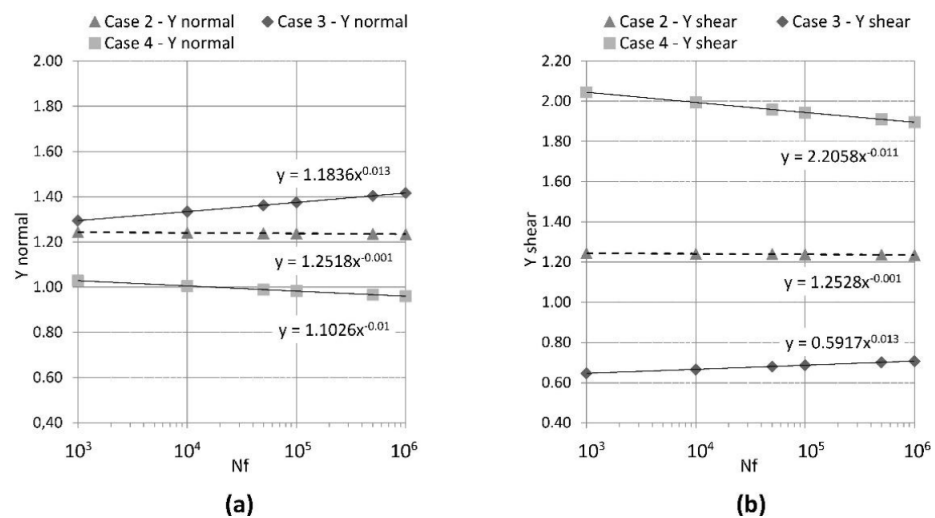 Case 2 - Y normal
Case 3 - Y normal
Case 4 - Y normal
2.00
1.80
1.60
1.40
1.20
1.00
0.80
0.60
0,40
Y normal
y = 1.1836x^0.013
y = 1.2518x^-0.001
y = 1.1026x^-0.01
10^3
10^4
10^5
10^6
Nf
(a)
Case 2 - Y shear
Case 3 - Y shear
Case 4 - Y shear
2.20
2.00
1.80
1.60
1.40
1.20
1.00
0.80
0.60
0.40
Y shear
y = 2.2058x^-0.011
y = 1.2528x^-0.001
y = 0.5917x^0.013
10^3
10^4
10^5
10^6
Nf
(b)